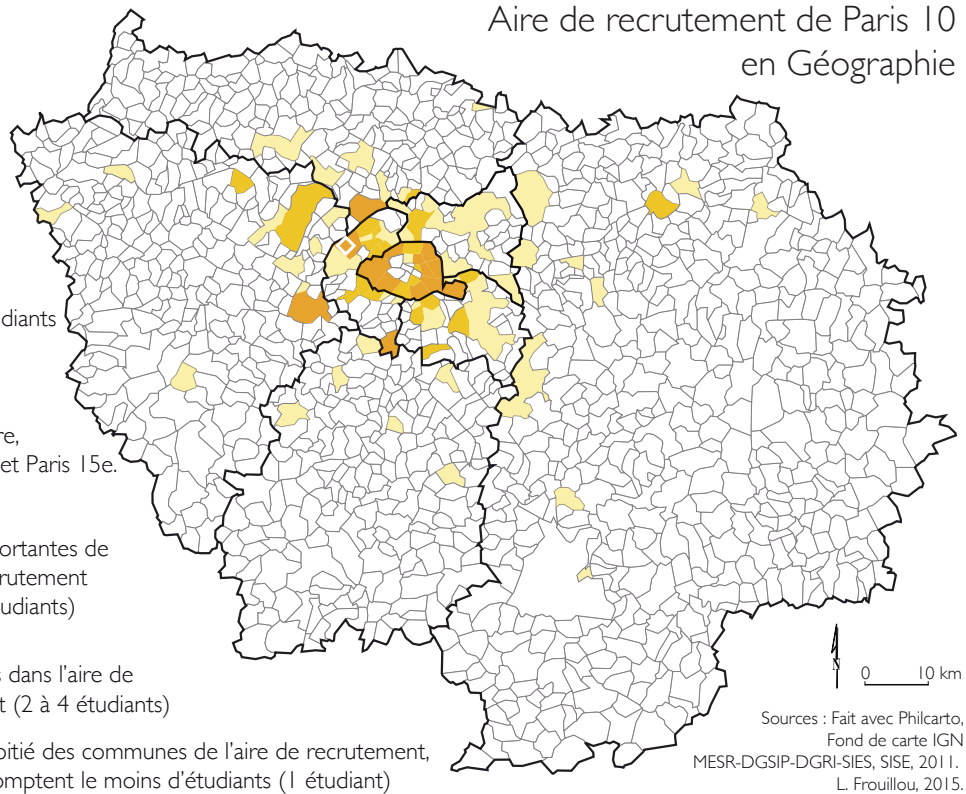 Aire de recrutement de Paris 10
en Géographie
diants
re,
et Paris 15e.
portantes de
rutement
udiants)
s dans l'aire de
t (2 à 4 étudiants)
oitié des communes de l'aire de recrutement,
omptent le moins d'étudiants (1 étudiant)
N
0 10 km
Sources : Fait avec Philcarto,
Fond de carte IGN
MESR-DGSIP-DGRI-SIES, SISE, 2011.
L. Frouillou, 2015.